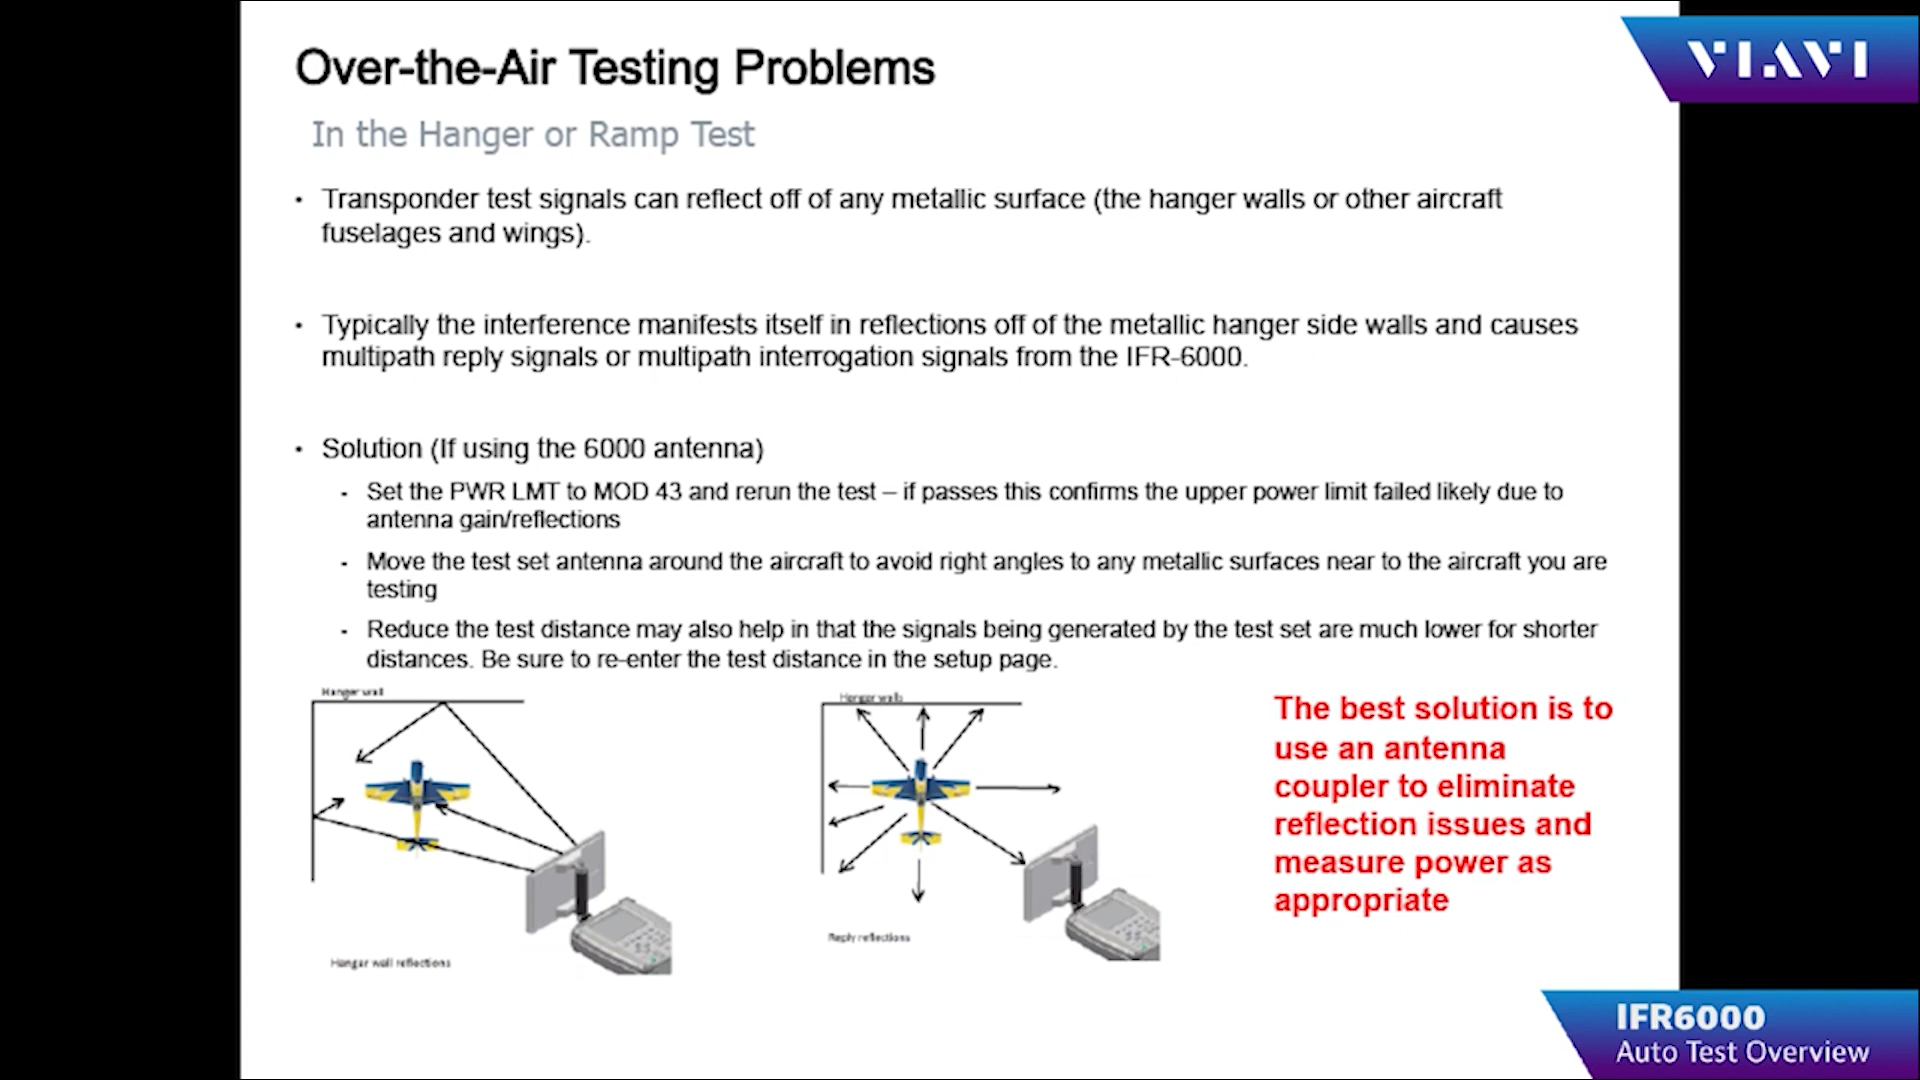 Over-the-Air Testing Problems
VIAVI
In the Hanger or Ramp Test
• Transponder test signals can reflect off of any metallic surface (the hanger walls or other aircraft
fuselages and wings).
• Typically the interference manifests itself in reflections off of the metallic hanger side walls and causes
multipath reply signals or multipath interrogation signals from the IFR-6000.
• Solution (If using the 6000 antenna)
- Set the PWR LMT to MOD 43 and rerun the test – if passes this confirms the upper power limit failed likely due to
antenna gain/reflections
- Move the test set antenna around the aircraft to avoid right angles to any metallic surfaces near to the aircraft you are
testing
- Reduce the test distance may also help in that the signals being generated by the test set are much lower for shorter
distances. Be sure to re-enter the test distance in the setup page.
Hanger wall
Hanger walls
The best solution is to
use an antenna
coupler to eliminate
reflection issues and
measure power as
appropriate
Reply reflections
Hanger wall reflections
IFR6000
Auto Test Overview